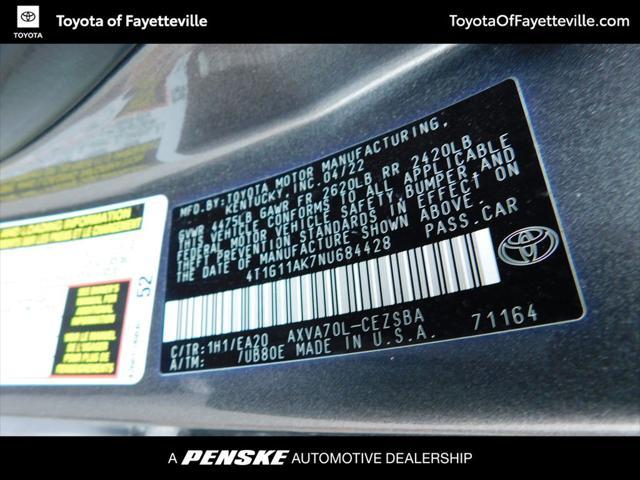 TOYOTA
Toyota of Fayetteville
ToyotaOfFayetteville.com
MFG.BY:TOYOTA MOTOR MANUFACTURING,
KENTUCKY, INC.04/22
GVWR 4475LB GAWR FR 2620LB RR 2420LB
THIS VEHICLE CONFORMS TO ALL APPLICABLE
FEDERAL MOTOR VEHICLE SAFETY, BUMPER, AND
THEFT PREVENTION STANDARDS IN EFFECT ON
THE DATE OF MANUFACTURE SHOWN ABOVE.
4T1G11AK7NU684428 PASS.CAR
C/TR:1H1/EA20 AXVA70L-CEZSBA
A/TM: 7UB80E MADE IN U.S.A. 71164
LOADING INFORMATION
52
A PENSKE AUTOMOTIVE DEALERSHIP